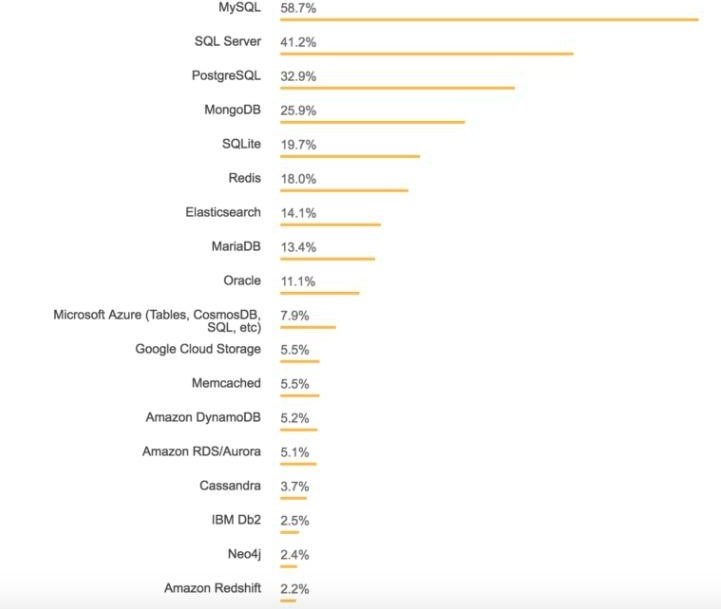 MySQL 58.7%
SQL Server 41.2%
PostgreSQL 32.9%
MongoDB 25.9%
SQLite 19.7%
Redis 18.0%
Elasticsearch 14.1%
MariaDB 13.4%
Oracle 11.1%
Microsoft Azure (Tables, CosmosDB, 7.9%
SQL, etc)
Google Cloud Storage 5.5%
Memcached 5.5%
Amazon DynamoDB 5.2%
Amazon RDS/Aurora 5.1%
Cassandra 3.7%
IBM Db2 2.5%
Neo4j 2.4%
Amazon Redshift 2.2%